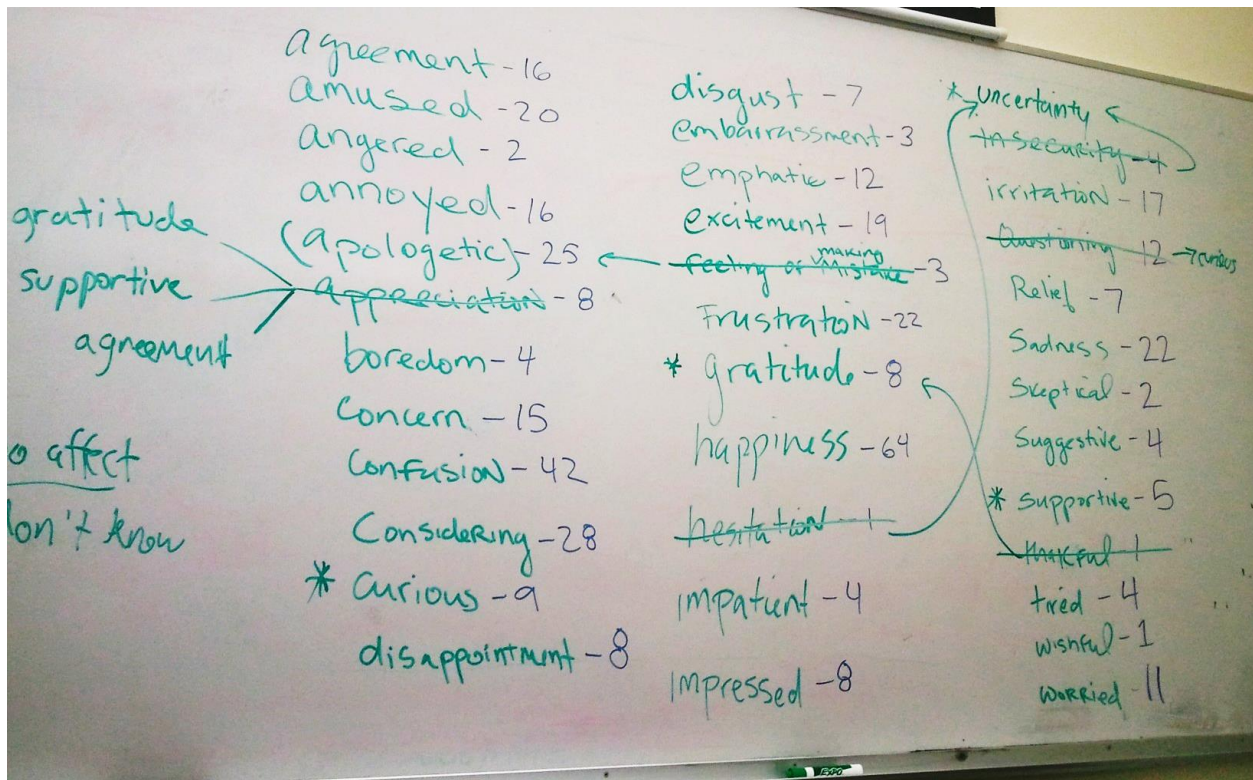 agreement - 16
amused - 20
angered - 2
annoyed - 16
(apologetic) - 25
appreciation - 8
boredom - 4
concern - 15
confusion - 42
considering - 28
* curious - 9
disappointment - 8
gratitude
supportive
agreement
o affect
on't know
disgust - 7
embarrassment - 3
emphatic - 12
excitement - 19
making
feeling of mistake - 3
frustration - 22
* gratitude - 8
happiness - 64
hesitation - 1
impatient - 4
impressed - 8
* uncertainty
insecurity - 4
irritation - 17
Questioning 12 → curious
Relief - 7
Sadness - 22
Skeptical - 2
Suggestive - 4
* supportive - 5
thankful 1
tired - 4
wishful - 1
worried - 11
EXPO